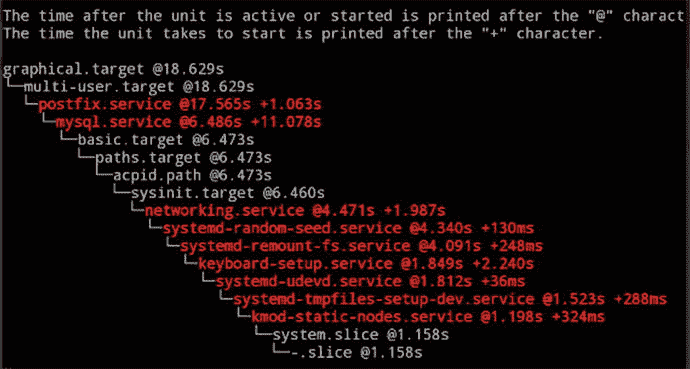 The time after the unit is active or started is printed after the "@" charact
The time the unit takes to start is printed after the "+" character.
graphical.target @18.629s
└─multi-user.target @18.629s
└─postfix.service @17.565s +1.063s
└─mysql.service @6.486s +11.078s
└─basic.target @6.473s
└─paths.target @6.473s
└─acpid.path @6.473s
└─sysinit.target @6.460s
└─networking.service @4.471s +1.987s
└─systemd-random-seed.service @4.340s +130ms
└─systemd-remount-fs.service @4.091s +248ms
└─keyboard-setup.service @1.849s +2.240s
└─systemd-udevd.service @1.812s +36ms
└─systemd-tmpfiles-setup-dev.service @1.523s +288ms
└─kmod-static-nodes.service @1.198s +324ms
└─system.slice @1.158s
└─-.slice @1.158s